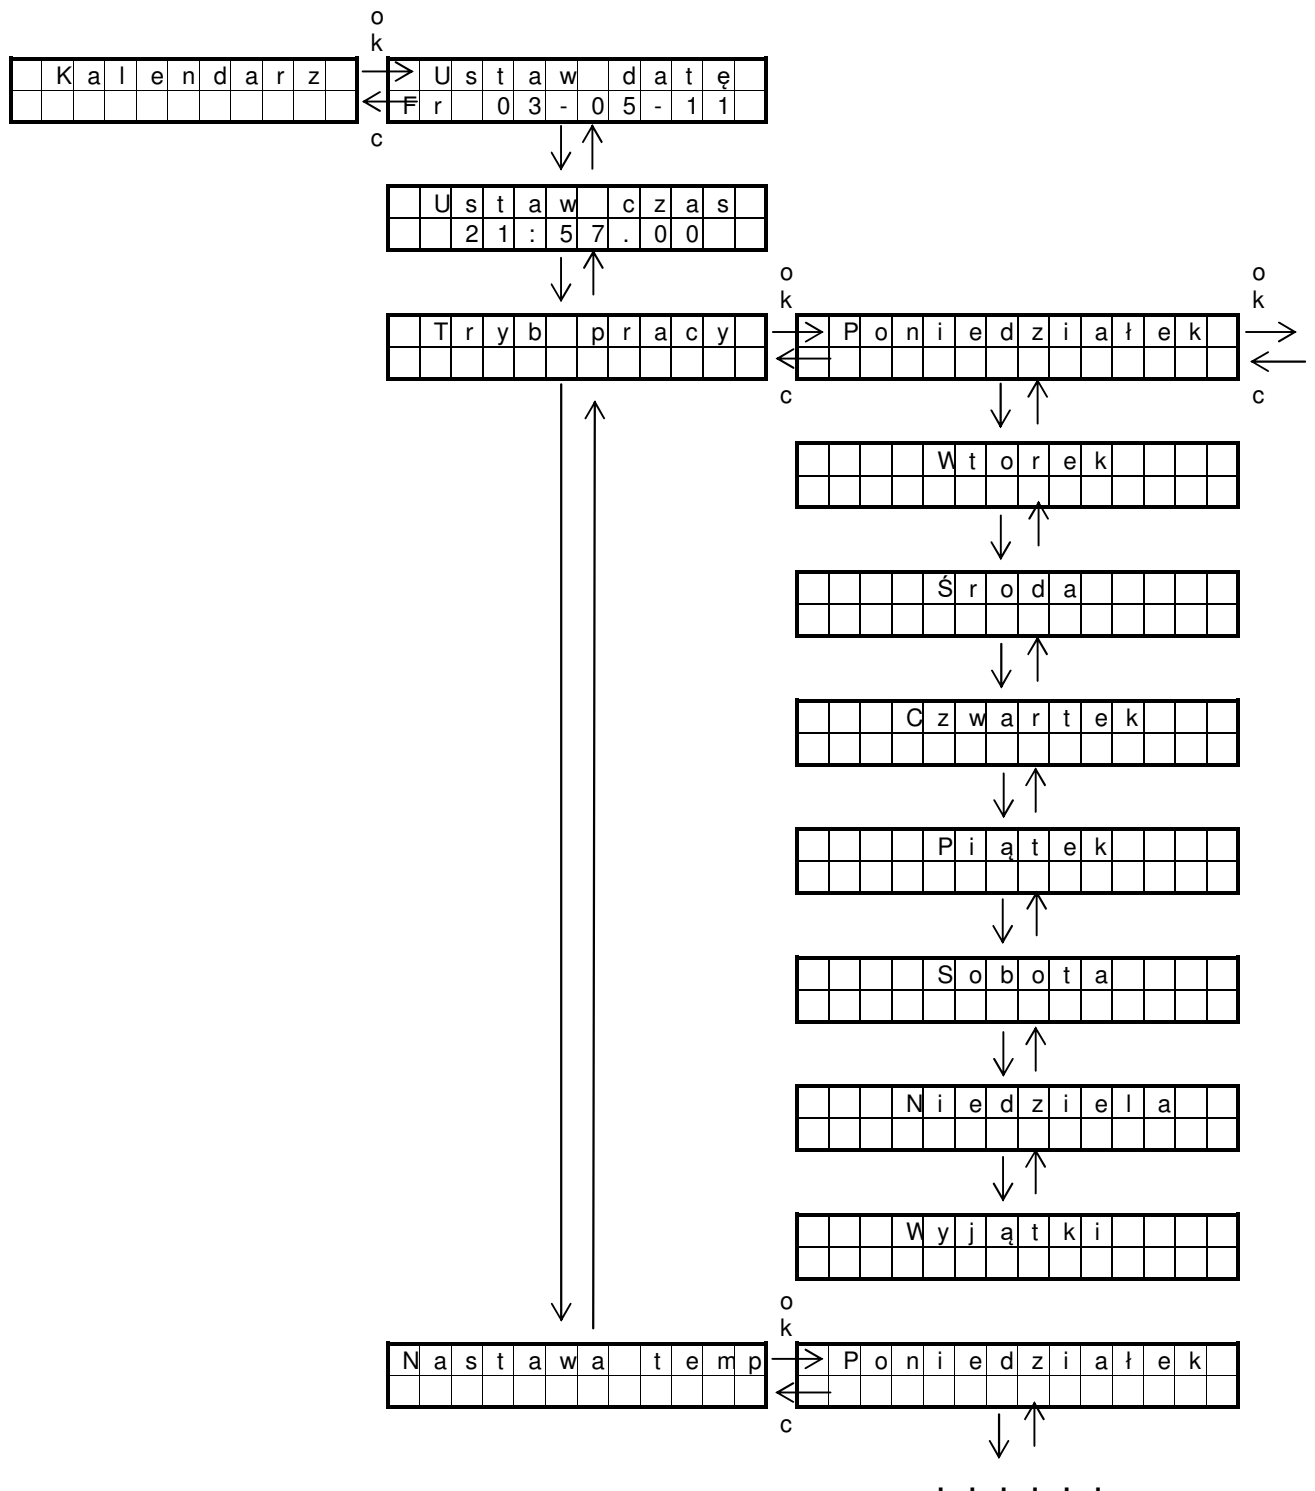 ok
Kalendarz
Ustaw datę
Fr 03-05-11
c
Ustaw czas
21:57.00
ok
ok
Tryb pracy
Poniedziałek
c
c
Wtorek
Środa
Czwartek
Piątek
Sobota
Niedziela
Wyjątki
ok
Nastawa temp
Poniedziałek
c
. . . . . .